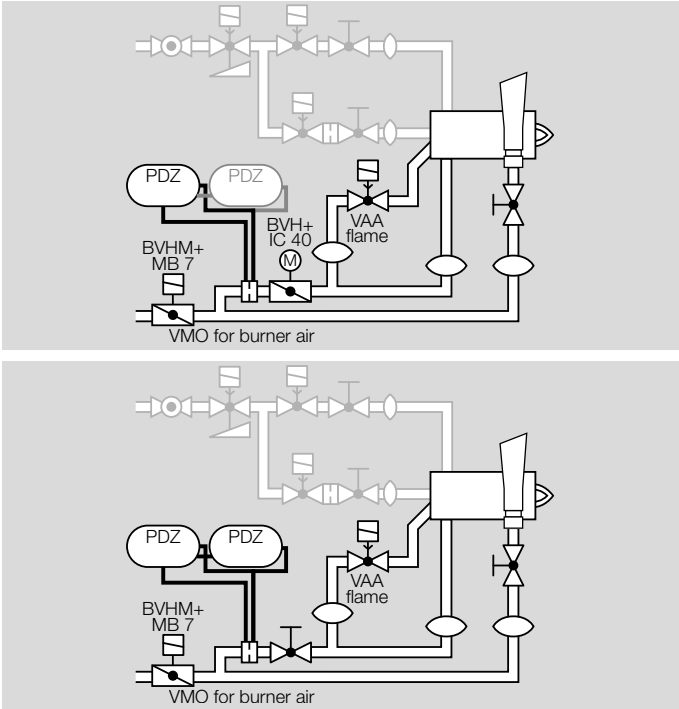 PDZ PDZ
BVH+
IC 40
M
VAA
flame
BVHM+
MB 7
VMO for burner air
PDZ PDZ
VAA
flame
BVHM+
MB 7
VMO for burner air